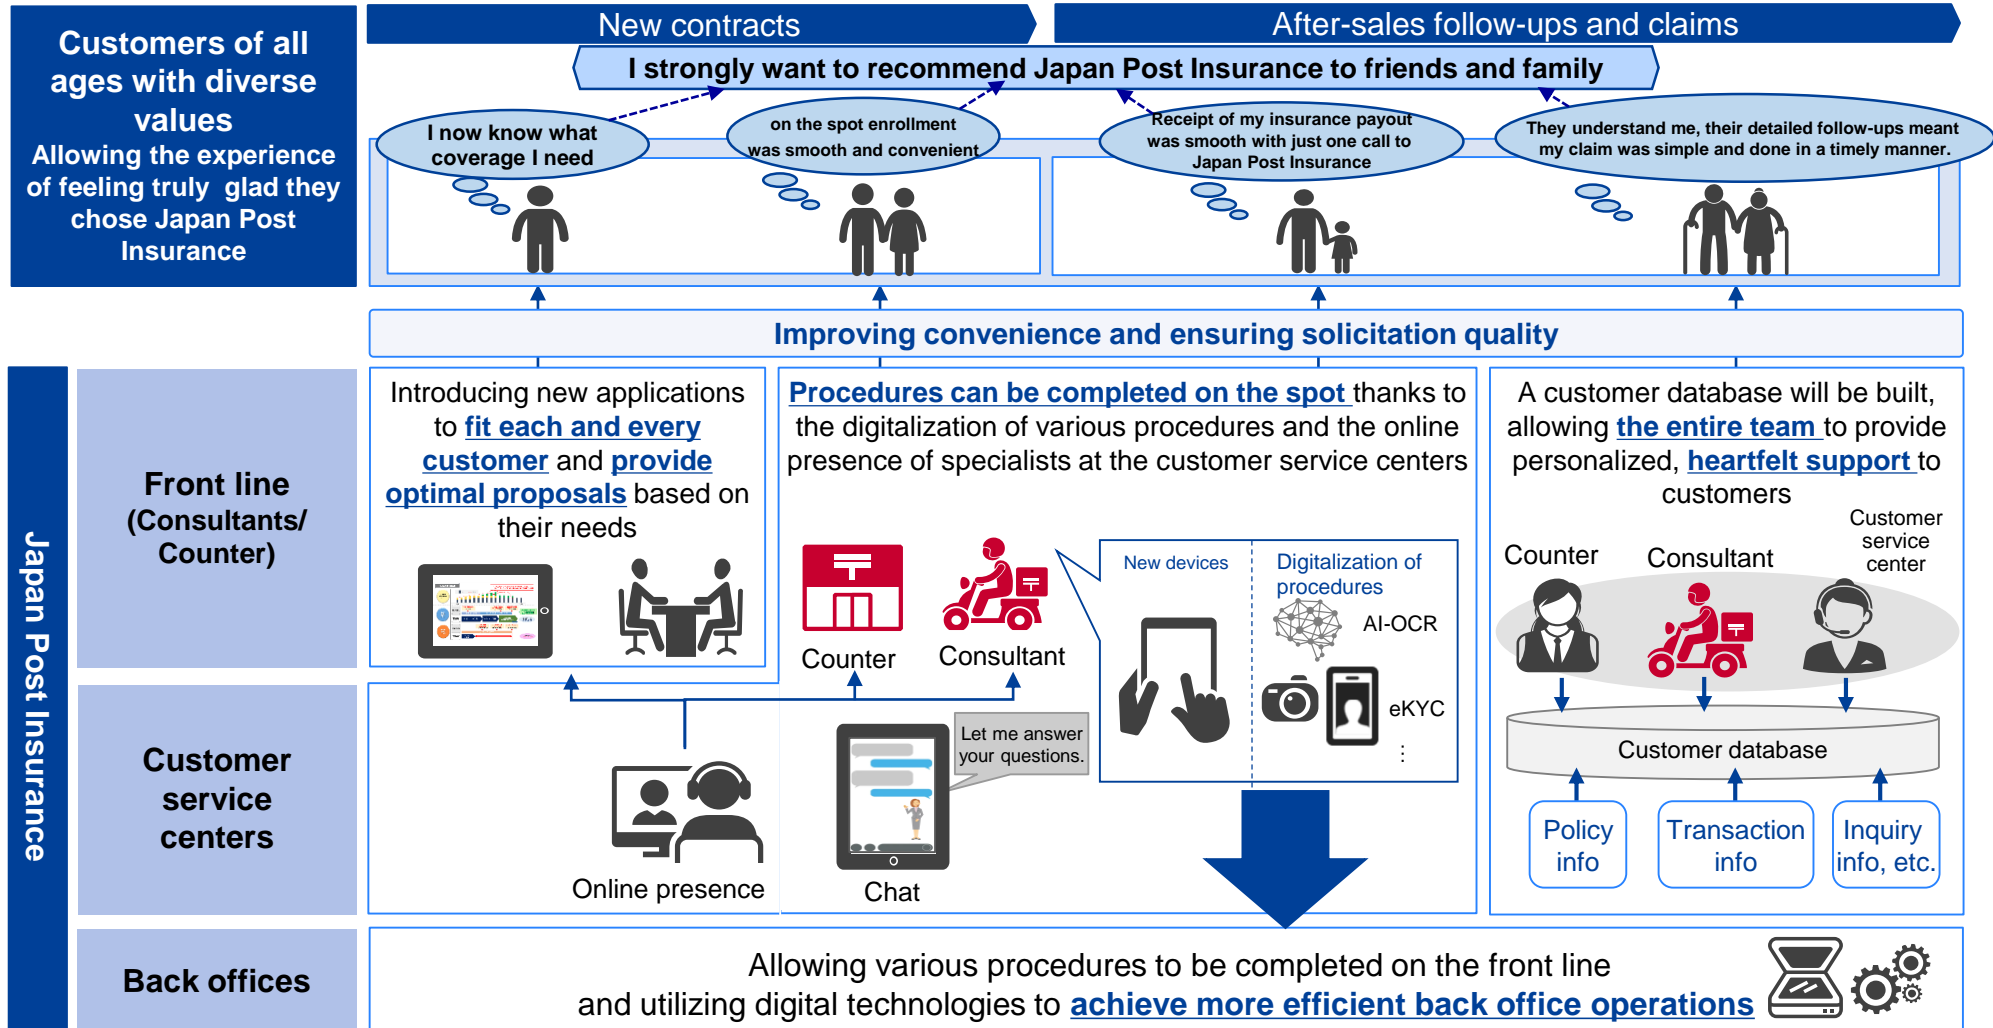 Customers of all
ages with diverse
values
Allowing the experience
of feeling truly glad they
chose Japan Post
Insurance
New contracts
After-sales follow-ups and claims
I strongly want to recommend Japan Post Insurance to friends and family
I now know what
coverage I need
on the spot enrollment
was smooth and convenient
Receipt of my insurance payout
was smooth with just one call to
Japan Post Insurance
They understand me, their detailed follow-ups meant
my claim was simple and done in a timely manner.
Improving convenience and ensuring solicitation quality
Japan Post Insurance
Front line
(Consultants/
Counter)
Introducing new applications
to fit each and every
customer and provide
optimal proposals based on
their needs
Procedures can be completed on the spot thanks to
the digitalization of various procedures and the online
presence of specialists at the customer service centers
Counter
Consultant
New devices
Digitalization of
procedures
AI-OCR
eKYC
⋮
A customer database will be built,
allowing the entire team to provide
personalized, heartfelt support to
customers
Counter
Consultant
Customer
service
center
Customer database
Policy
info
Transaction
info
Inquiry
info, etc.
Customer
service
centers
Online presence
Let me answer
your questions.
Chat
Back offices
Allowing various procedures to be completed on the front line
and utilizing digital technologies to achieve more efficient back office operations